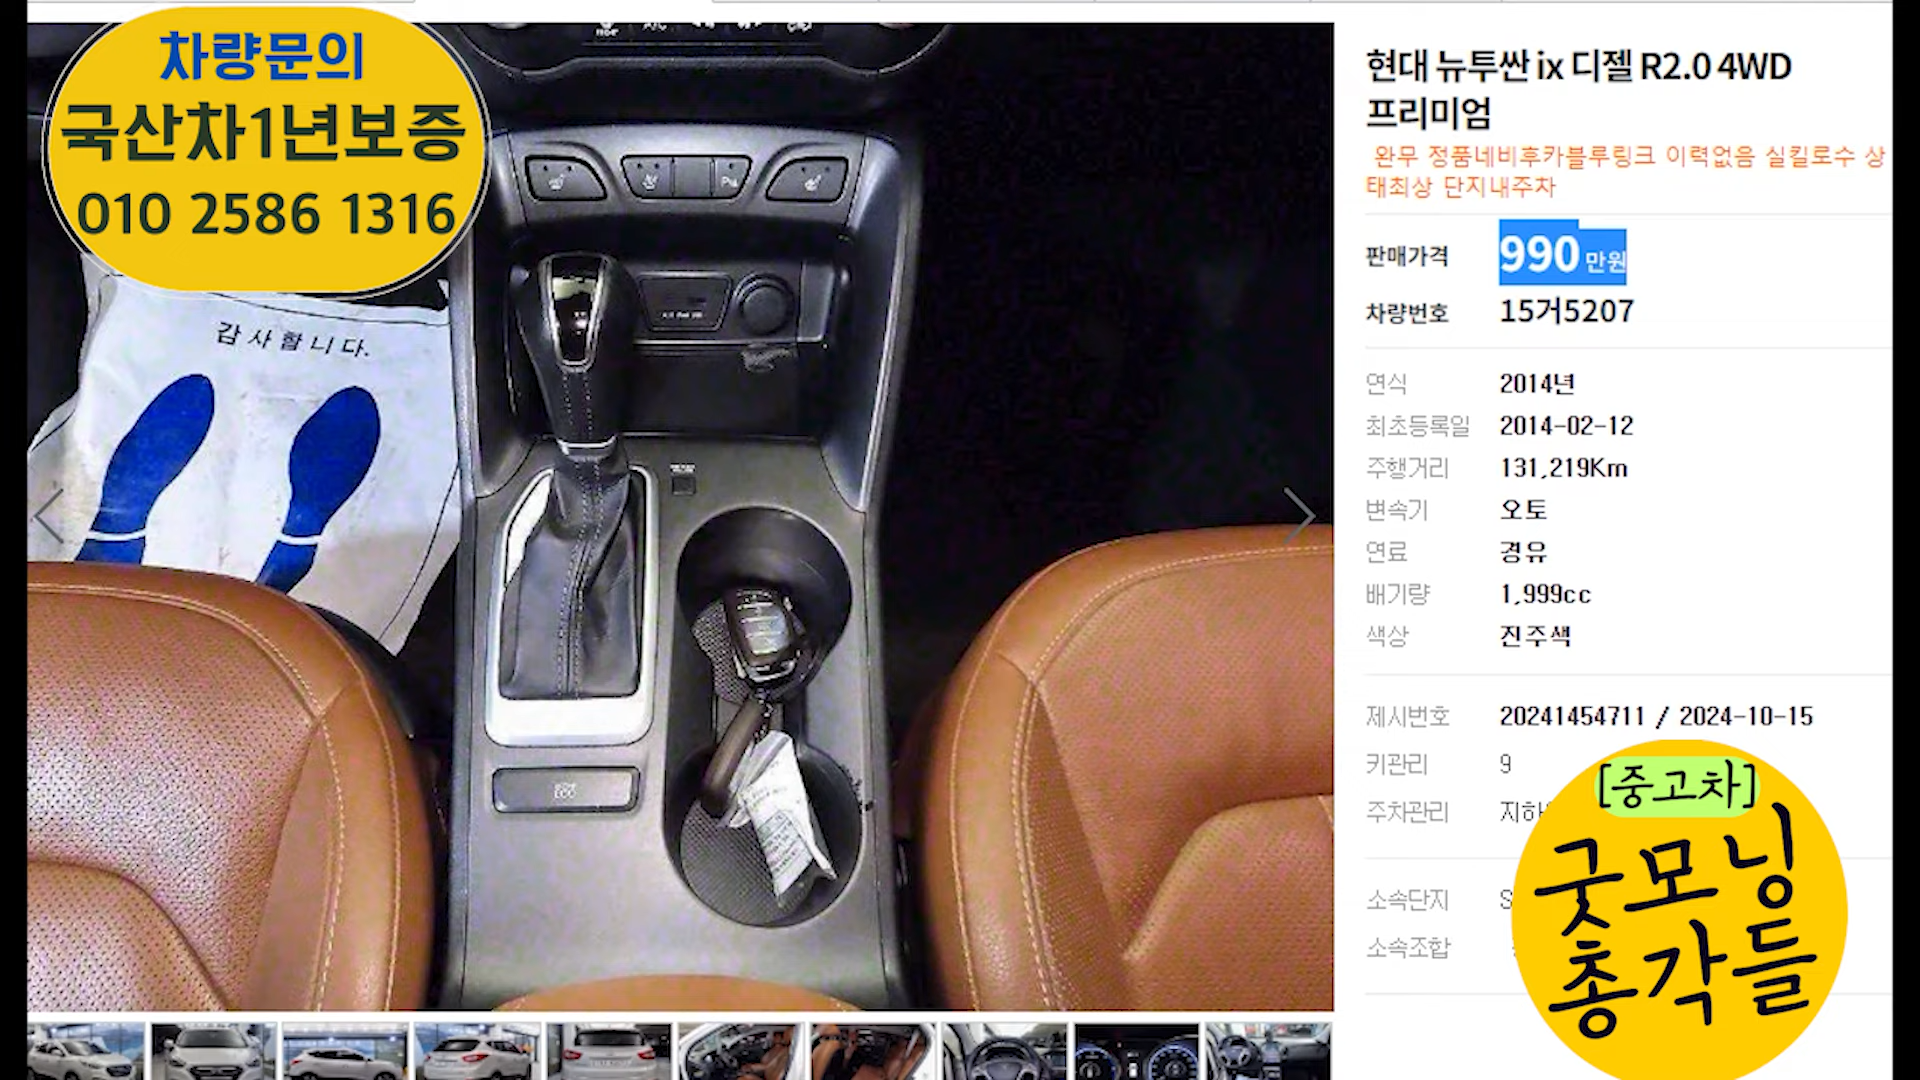 차량문의
국산차1년보증
010 2586 1316
감사합니다.
현대 뉴투싼 ix 디젤 R2.0 4WD
프리미엄
완무 정품네비후카블루링크 이력없음 실킬로수 상
태최상 단지내주차
판매가격 990 만원
차량번호 15거5207
연식 2014년
최초등록일 2014-02-12
주행거리 131,219Km
변속기 오토
연료 경유
배기량 1,999cc
색상 진주색
제시번호 20241454711 / 2024-10-15
키관리 9
주차관리 지하
소속단지 S
소속조합
[중고차]
굿모닝
총각들